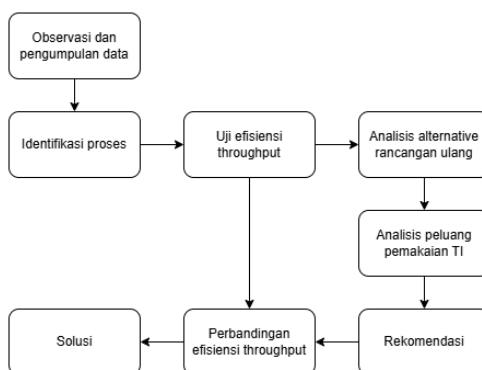 Observasi dan
pengumpulan data
Identifikasi proses
Uji efisiensi
throughput
Analisis alternative
rancangan ulang
Analisis peluang
pemakaian TI
Rekomendasi
Perbandingan
efisiensi throughput
Solusi